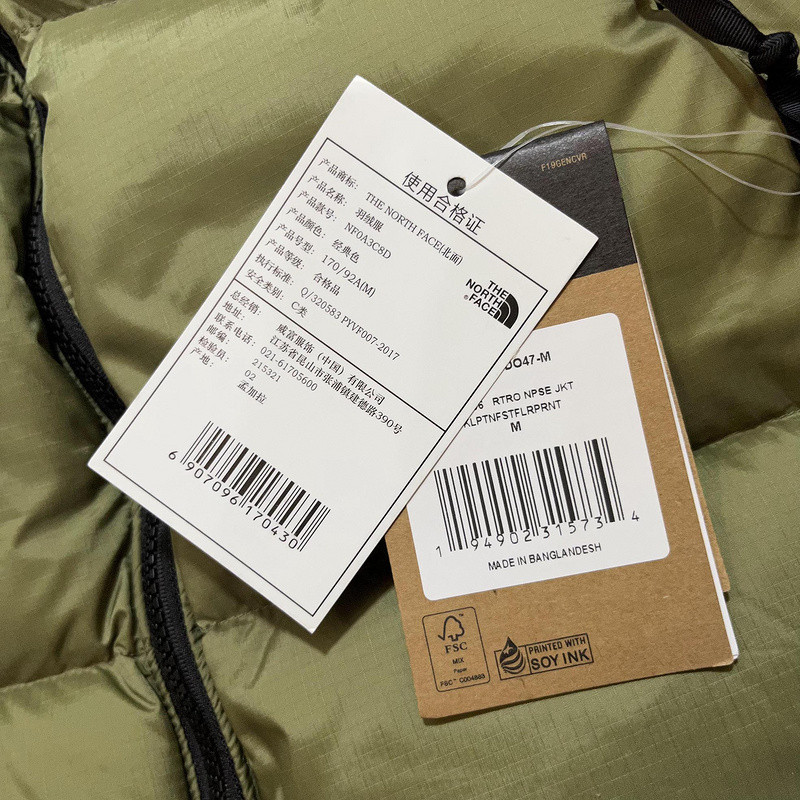 使用合格证
产品商标: THE NORTH FACE(北面)
产品名称: 羽绒服
产品款号: NF0A3C8D
产品颜色: 经典色
产品号型: 170/92A(M)
产品等级: 合格品
执行标准: Q/320583 PYVF007-2017
安全类别: C类
THE
NORTH
FACE
总经销: 威富服饰(中国)有限公司
地址: 江苏省昆山市张浦镇建德路390号
联系电话: 021-61705600
邮编: 215321
检验员: 02
产地: 孟加拉
6 907096 170430
F19GENCVR
DO47-M
RTRO NPSE JKT
KLPTNFSTFLRPRNT
M
1 94902 31573 4
MADE IN BANGLANDESH
FSC
MIX
Paper
FSC™ C004863
PRINTED WITH
SOY INK